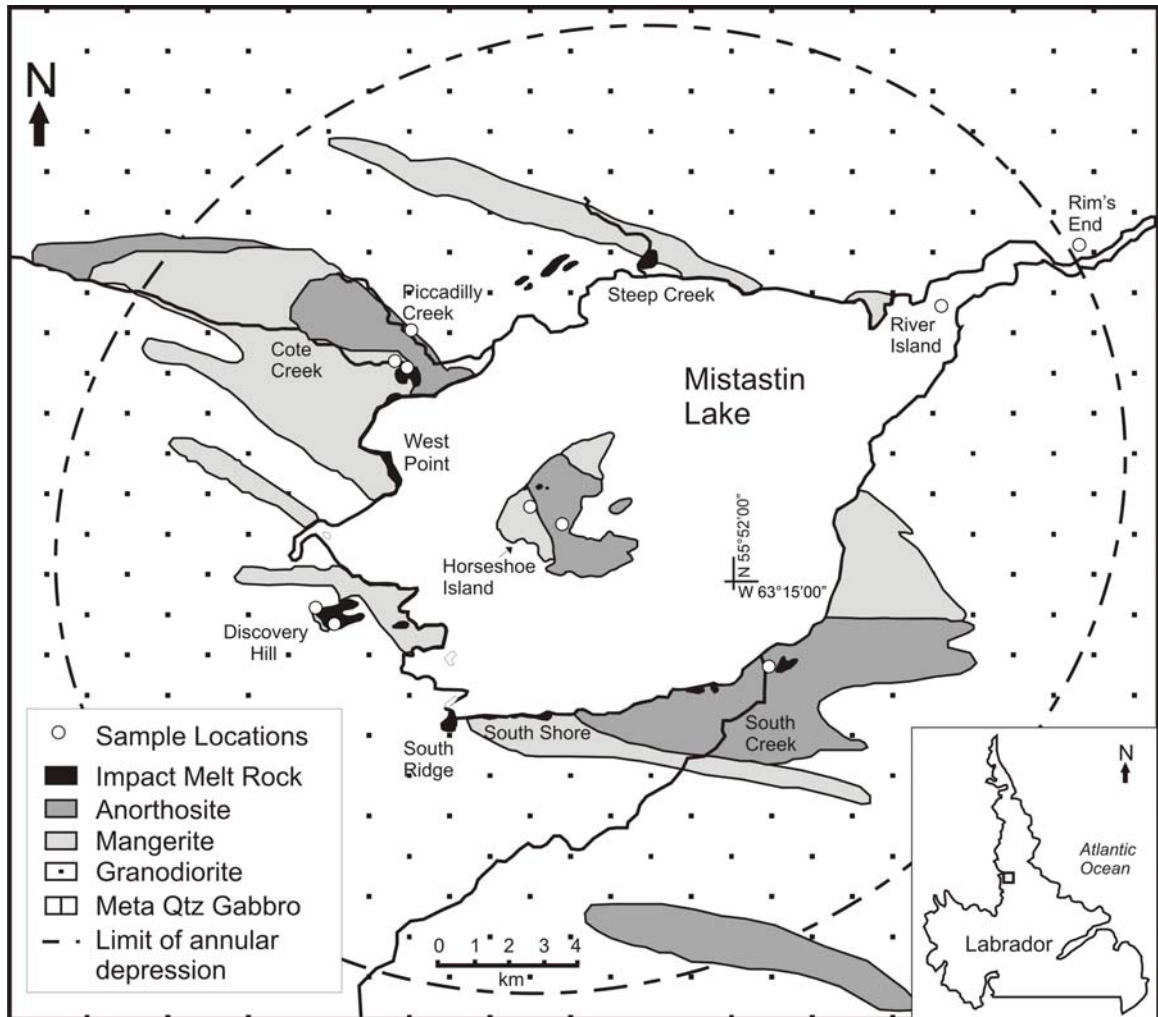 N
Rim's
End
Piccadilly
Creek
Steep Creek
River
Island
Cote
Creek
Mistastin
Lake
West
Point
Horseshoe
Island
N 55°52'00"
W 63°15'00"
Discovery
Hill
South Shore
South
Ridge
South
Creek
Sample Locations
Impact Melt Rock
Anorthosite
Mangerite
Granodiorite
Meta Qtz Gabbro
Limit of annular
depression
0 1 2 3 4
km
N
Atlantic
Ocean
Labrador